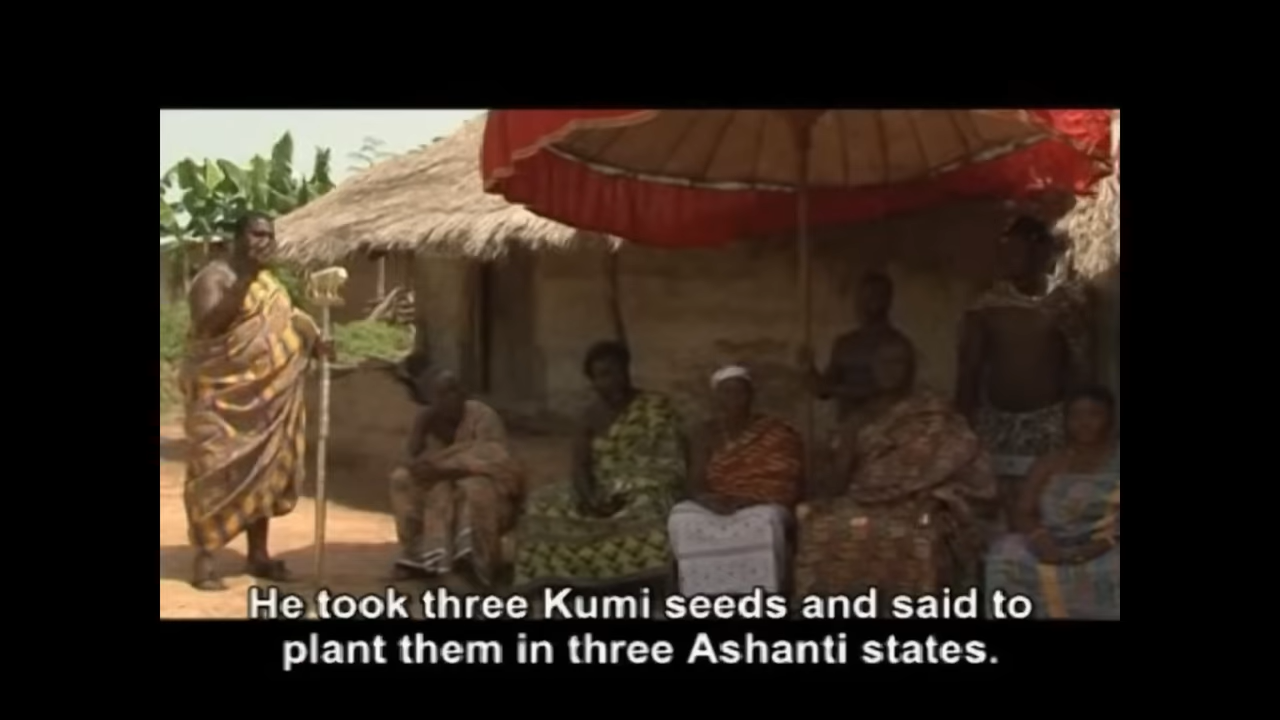 He took three Kumi seeds and said to
plant them in three Ashanti states.